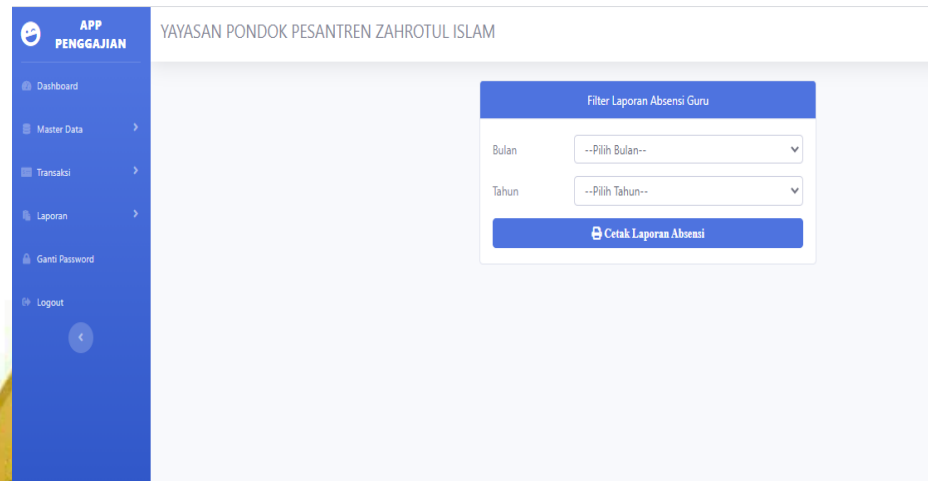 APP
PENGGAJIAN
YAYASAN PONDOK PESANTREN ZAHROTUL ISLAM
Dashboard
Master Data
Transaksi
Laporan
Ganti Password
Logout
Filter Laporan Absensi Guru
Bulan
--Pilih Bulan--
Tahun
--Pilih Tahun--
Cetak Laporan Absensi